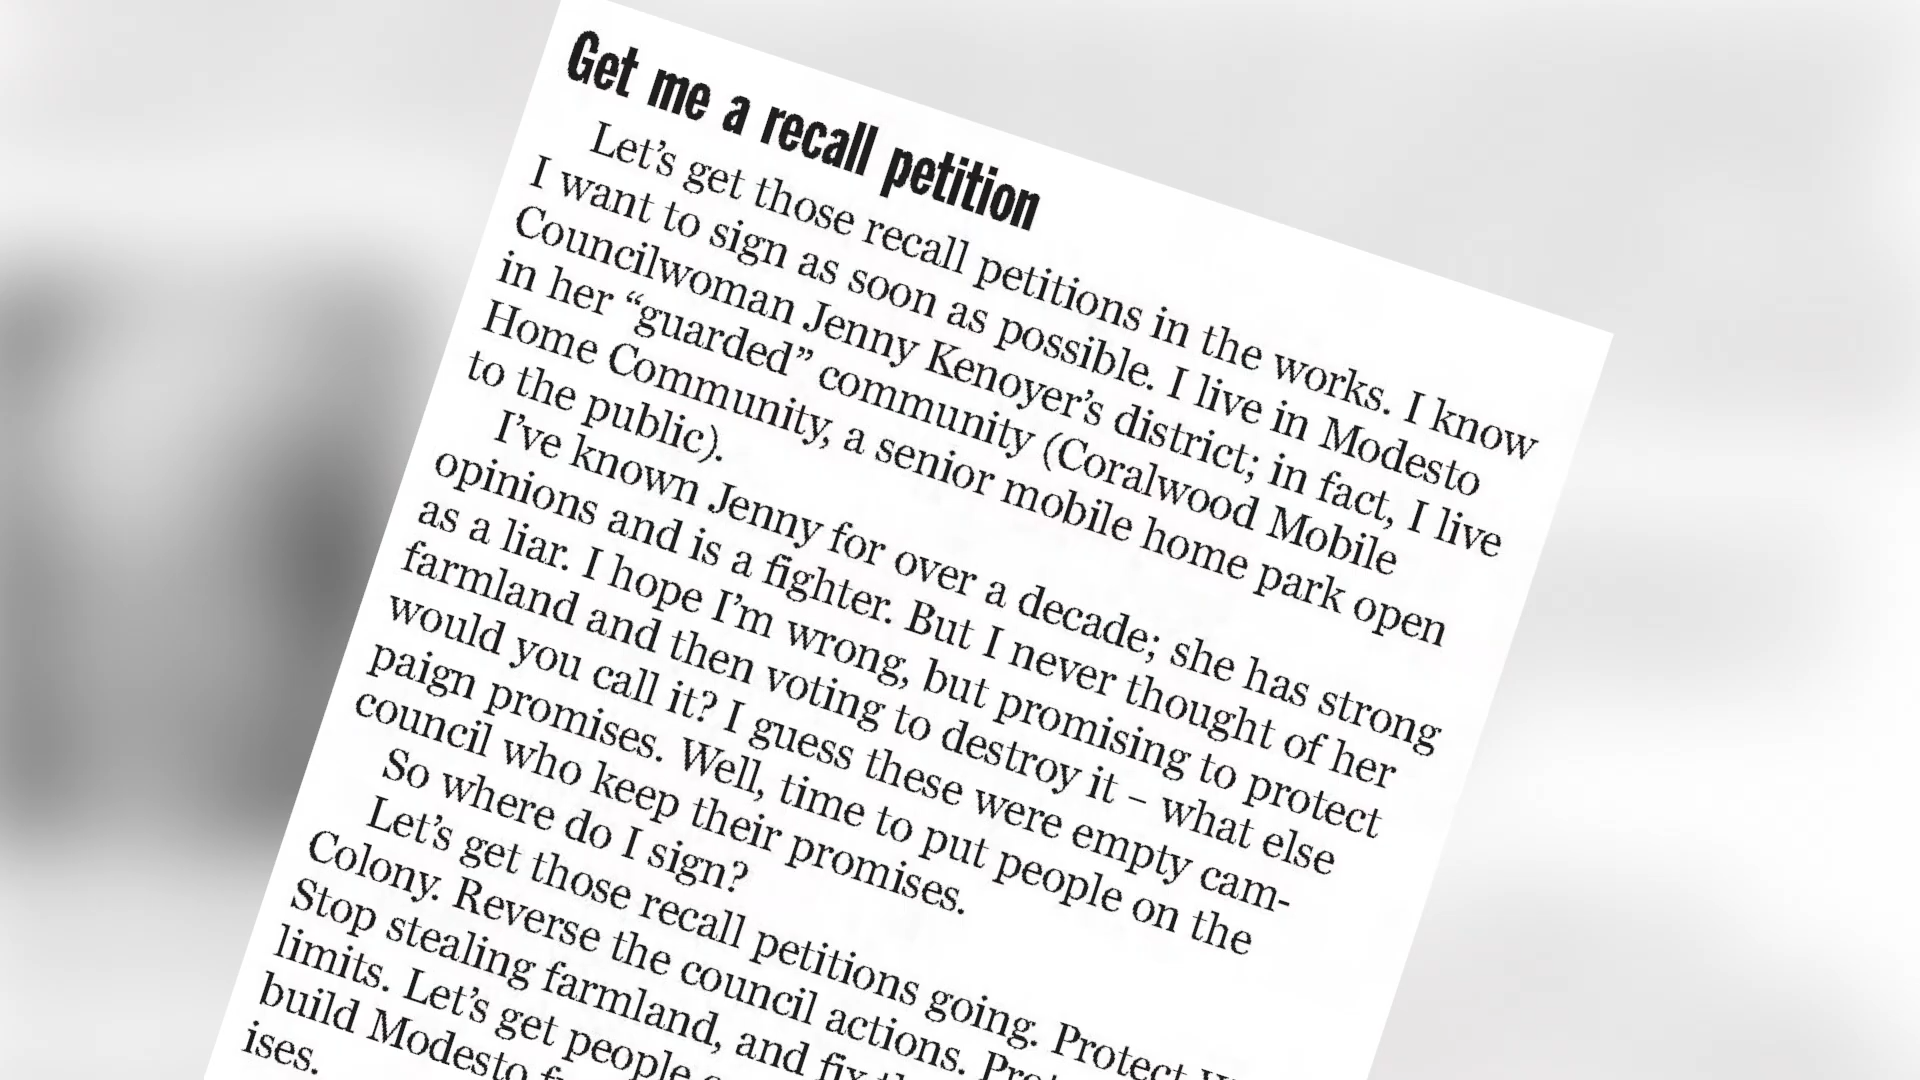 Get me a recall petition
Let’s get those recall petitions in the works. I know
I want to sign as soon as possible. I live in Modesto
Councilwoman Jenny Kenoyer’s district; in fact, I live
in her “guarded” community (Coralwood Mobile
Home Community, a senior mobile home park open
to the public).
I’ve known Jenny for over a decade; she has strong
opinions and is a fighter. But I never thought of her
as a liar. I hope I’m wrong, but promising to protect
farmland and then voting to destroy it – what else
would you call it? I guess these were empty cam-
paign promises. Well, time to put people on the
council who keep their promises.
So where do I sign?
Let’s get those recall petitions going. Protect
Colony. Reverse the council actions.
Stop stealing farmland, and fix
limits. Let’s get people
build Modesto
ises.